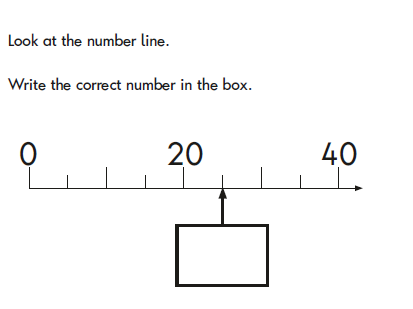 Look at the number line.
Write the correct number in the box.
0 20 40